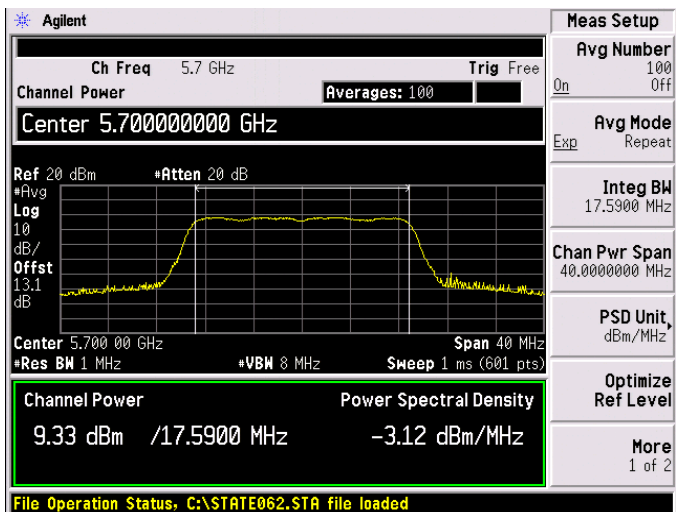 Agilent
Ch Freq 5.7 GHz Trig Free
Channel Power Averages: 100
Center 5.700000000 GHz
Ref 20 dBm #Atten 20 dB
#Avg
Log
10
dB/
Offst
13.1
dB
Center 5.700 00 GHz Span 40 MHz
#Res BW 1 MHz #VBW 8 MHz Sweep 1 ms (601 pts)
Channel Power Power Spectral Density
9.33 dBm /17.5900 MHz -3.12 dBm/MHz
File Operation Status, C:\STATE062.STA file loaded
Meas Setup
Avg Number
100
On Off
Avg Mode
Exp Repeat
Integ BW
17.5900 MHz
Chan Pwr Span
40.0000000 MHz
PSD Unit
dBm/MHz
Optimize
Ref Level
More
1 of 2